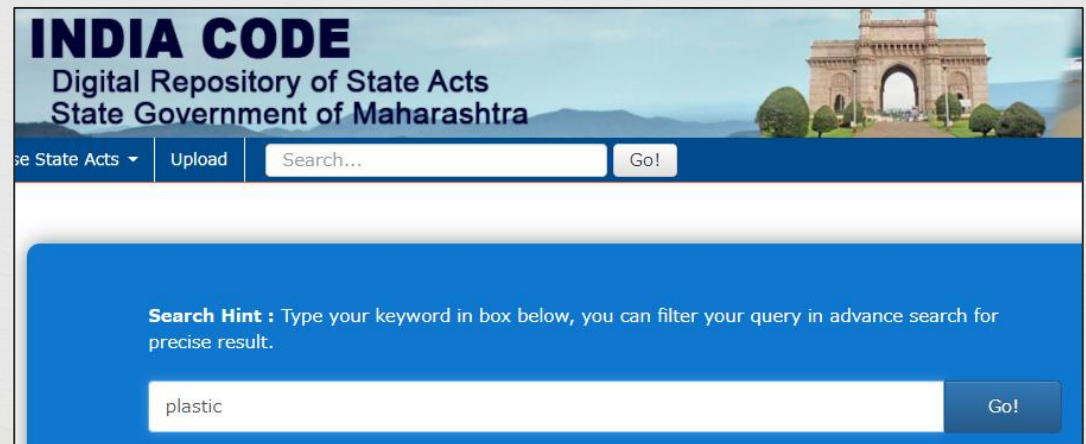 INDIA CODE
Digital Repository of State Acts
State Government of Maharashtra
se State Acts Upload Search... Go!
Search Hint : Type your keyword in box below, you can filter your query in advance search for
precise result.
plastic Go!